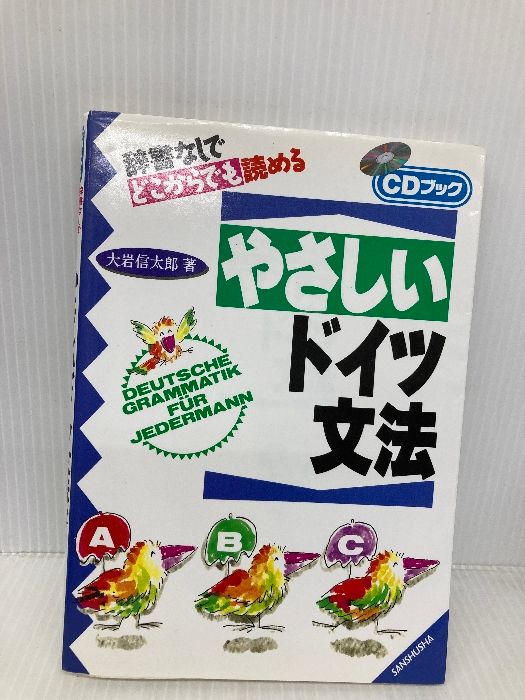 辞書なしで
どこからでも読める
CDブック
大岩信太郎 著
やさしい
ドイツ
文法
DEUTSCHE
GRAMMATIK
FÜR
JEDERMANN
A
B
C
SANSHUSHA